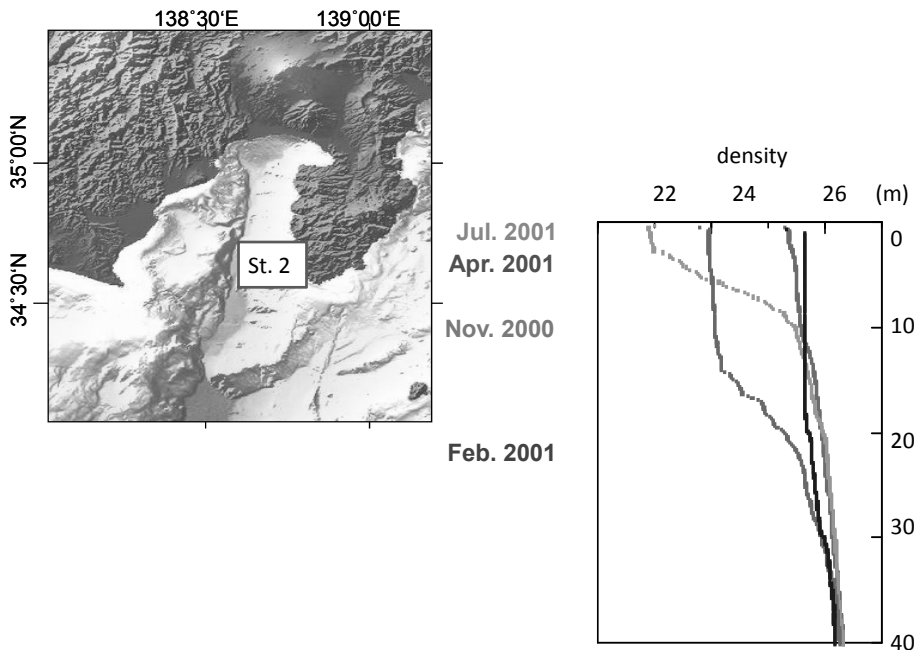 138°30'E 139°00'E
35°00'N
34°30'N
St. 2
Jul. 2001
Apr. 2001
Nov. 2000
Feb. 2001
density
22 24 26 (m)
0
10
20
30
40